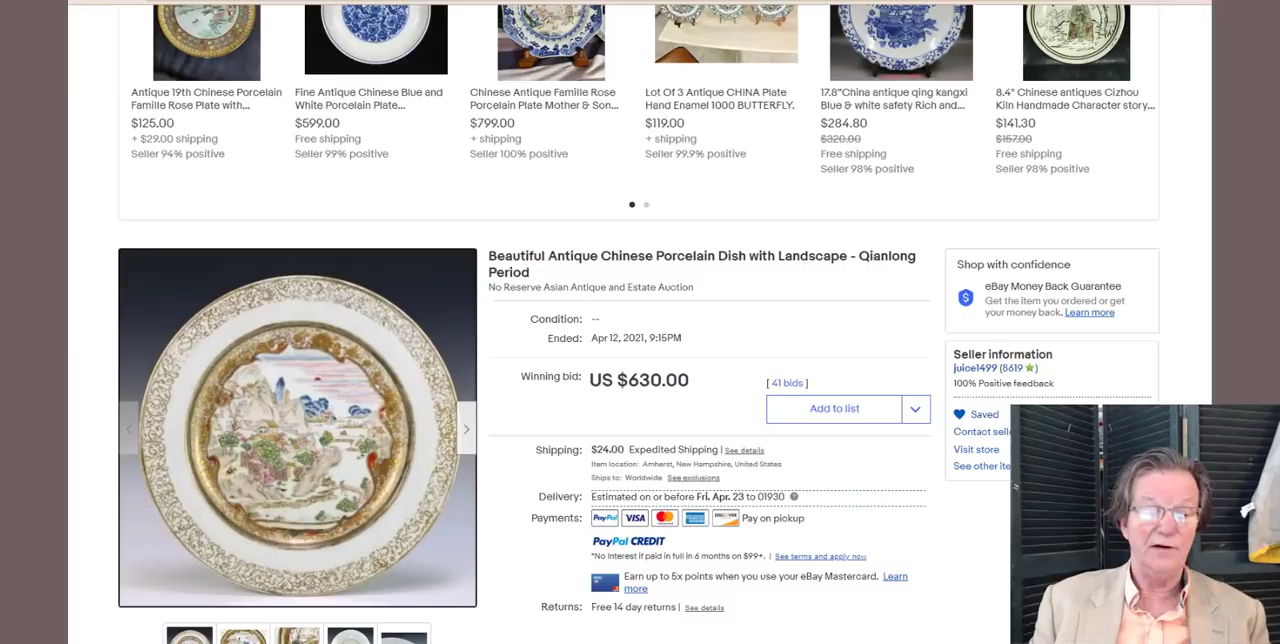 Antique 19th Chinese Porcelain
Famille Rose Plate with...
$125.00
+ $29.00 shipping
Seller 94% positive
Fine Antique Chinese Blue and
White Porcelain Plate...
$599.00
Free shipping
Seller 99% positive
Chinese Antique Famille Rose
Porcelain Plate Mother & Son...
$799.00
+ shipping
Seller 100% positive
Lot Of 3 Antique CHINA Plate
Hand Enamel 1000 BUTTERFLY.
$119.00
+ shipping
Seller 99.9% positive
17.8"China antique qing kangxi
Blue & white safety Rich and...
$284.80
$320.00
Free shipping
Seller 98% positive
8.4" Chinese antiques Cizhou
Kiln Handmade Character story...
$141.30
$157.00
Free shipping
Seller 98% positive
Beautiful Antique Chinese Porcelain Dish with Landscape - Qianlong
Period
No Reserve Asian Antique and Estate Auction
Condition: --
Ended: Apr 12, 2021, 9:15PM
Winning bid: US $630.00 [ 41 bids ]
Add to list
Shipping: $24.00 Expedited Shipping | See details
Item location: Amherst, New Hampshire, United States
Ships to: Worldwide See exclusions
Delivery: Estimated on or before Fri. Apr. 23 to 01930
Payments: PayPal VISA MasterCard AMERICAN EXPRESS DISCOVER Pay on pickup
PayPal CREDIT
*No Interest if paid in full in 6 months on $99+. | See terms and apply now
Earn up to 5x points when you use your eBay Mastercard. Learn
more
Returns: Free 14 day returns | See details
Shop with confidence
eBay Money Back Guarantee
Get the item you ordered or get
your money back. Learn more
Seller information
juice1499 (8619 )
100% Positive feedback
Saved
Contact sell
Visit store
See other ite